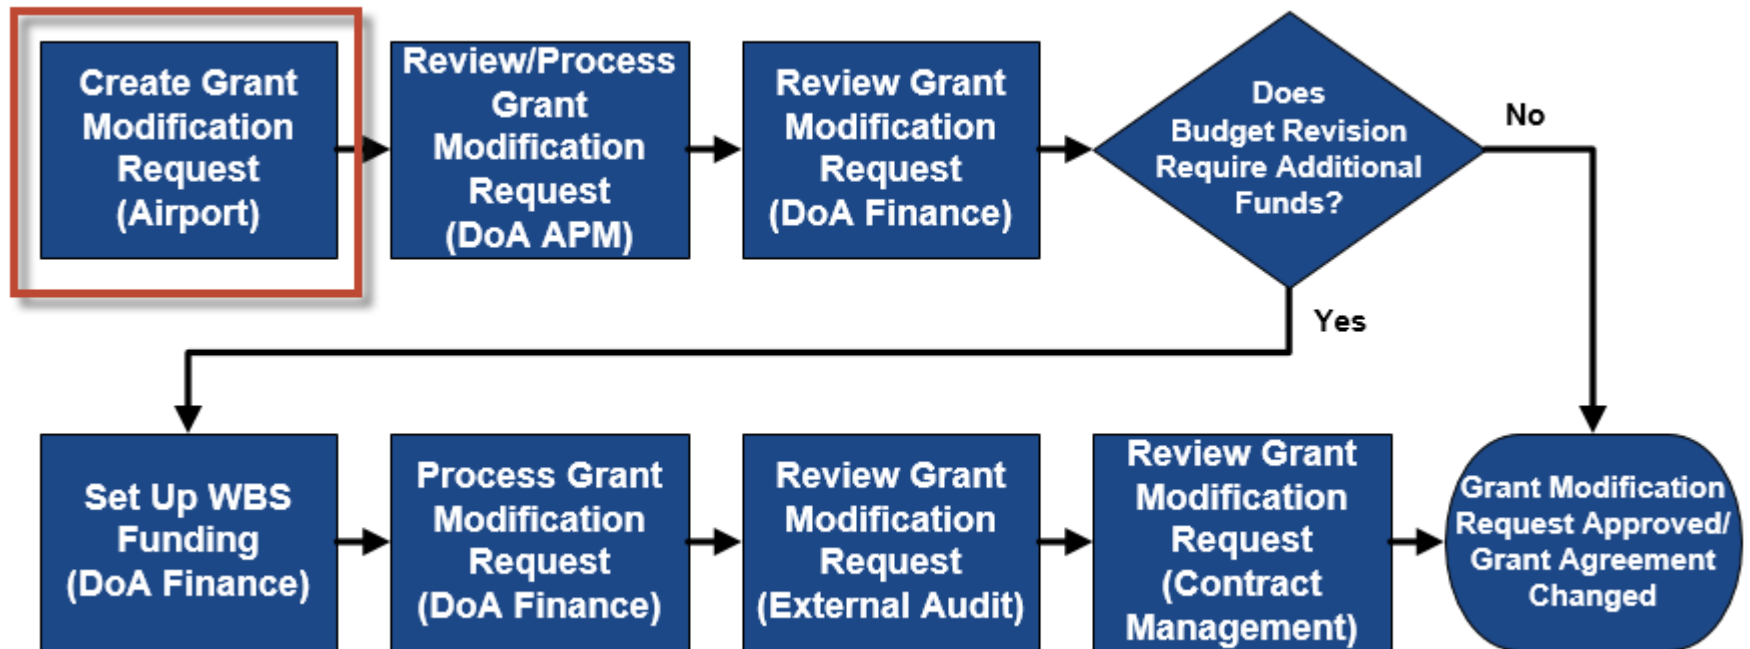 Create Grant
Modification
Request
(Airport)
Review/Process
Grant
Modification
Request
(DoA APM)
Review Grant
Modification
Request
(DoA Finance)
Does
Budget Revision
Require Additional
Funds?
No
Yes
Set Up WBS
Funding
(DoA Finance)
Process Grant
Modification
Request
(DoA Finance)
Review Grant
Modification
Request
(External Audit)
Review Grant
Modification
Request
(Contract
Management)
Grant Modification
Request Approved/
Grant Agreement
Changed